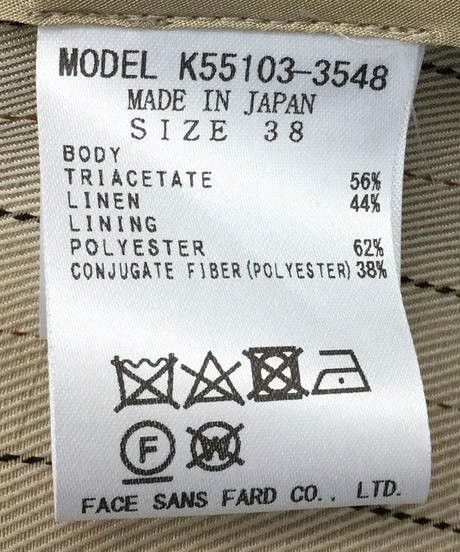 MODEL K55103-3548
MADE IN JAPAN
SIZE 38
BODY
TRIACETATE 56%
LINEN 44%
LINING
POLYESTER 62%
CONJUGATE FIBER(POLYESTER) 38%
F W
FACE SANS FARD CO., LTD.